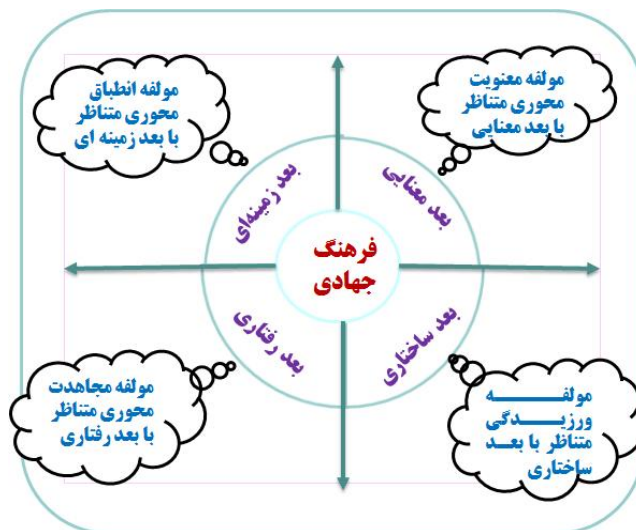 مولفه معنویت
محوری متناظر
با بعد معنایی
مولفه انطباق
محوری متناظر
با بعد زمینه ای
بعد معنایی
بعد زمینه‌ای
فرهنگ
جهادی
بعد ساختاری
بعد رفتاری
مولفه
ورزیدگی
متناظر با بعد
ساختاری
مولفه مجاهدت
محوری متناظر
با بعد رفتاری